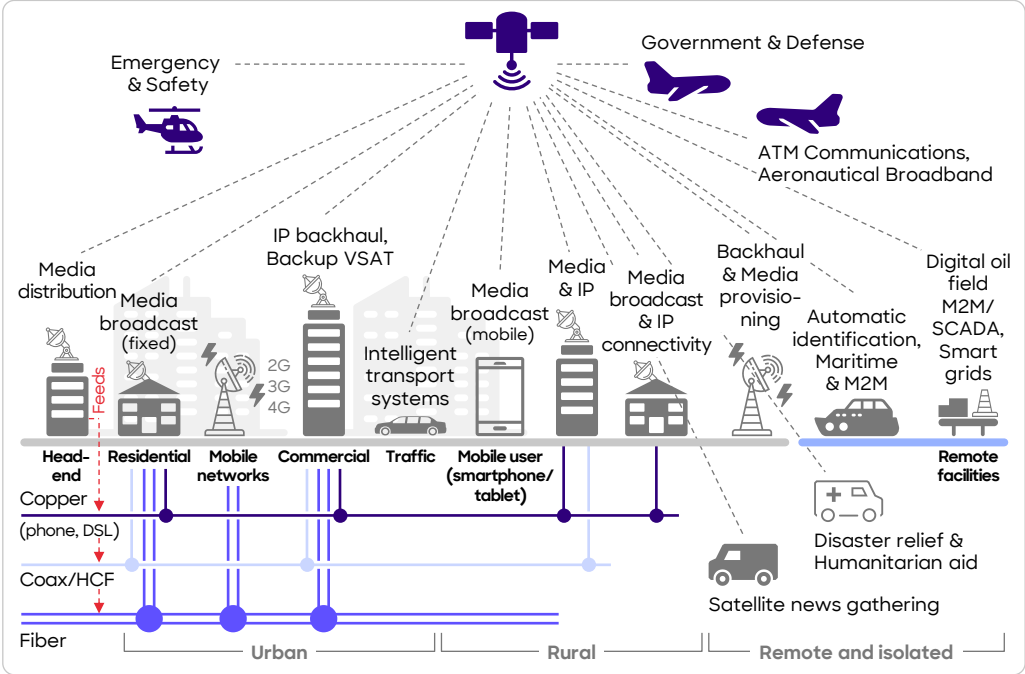 Government & Defense
Emergency
& Safety
ATM Communications,
Aeronautical Broadband
IP backhaul,
Backup VSAT
Media
distribution
Media
broadcast
(fixed)
2G
3G
4G
Intelligent
transport
systems
Media
broadcast
(mobile)
Media
& IP
Media
broadcast
& IP
connectivity
Backhaul
& Media
provisio-
ning
Automatic
identification,
Maritime
& M2M
Digital oil
field
M2M/
SCADA,
Smart
grids
Feeds
Head-
end
Residential
Mobile
networks
Commercial
Traffic
Mobile user
(smartphone/
tablet)
Remote
facilities
Copper
(phone, DSL)
Coax/HCF
Fiber
Disaster relief &
Humanitarian aid
Satellite news gathering
Urban
Rural
Remote and isolated